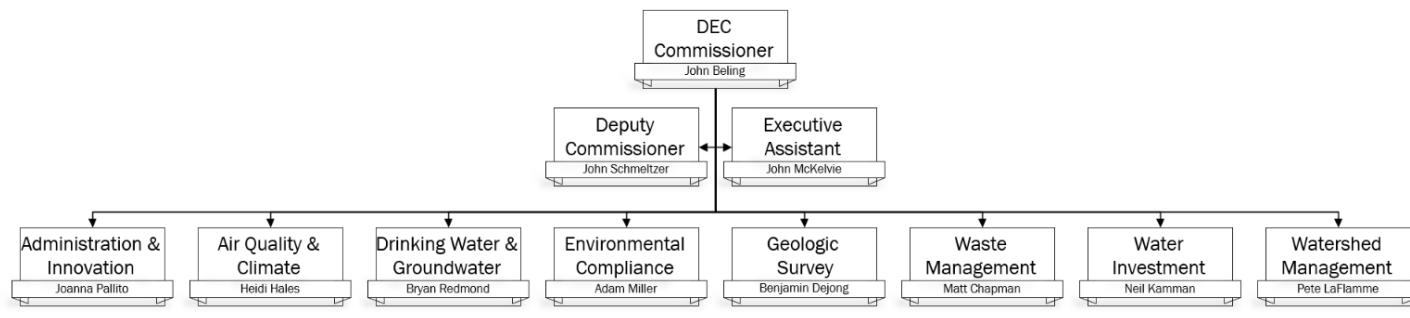 DEC
Commissioner
John Beling
Deputy
Commissioner
John Schmeltzer
Executive
Assistant
John McKelvie
Administration &
Innovation
Joanna Pallito
Air Quality &
Climate
Heidi Hales
Drinking Water &
Groundwater
Bryan Redmond
Environmental
Compliance
Adam Miller
Geologic
Survey
Benjamin Dejong
Waste
Management
Matt Chapman
Water
Investment
Neil Kamman
Watershed
Management
Pete LaFlamme